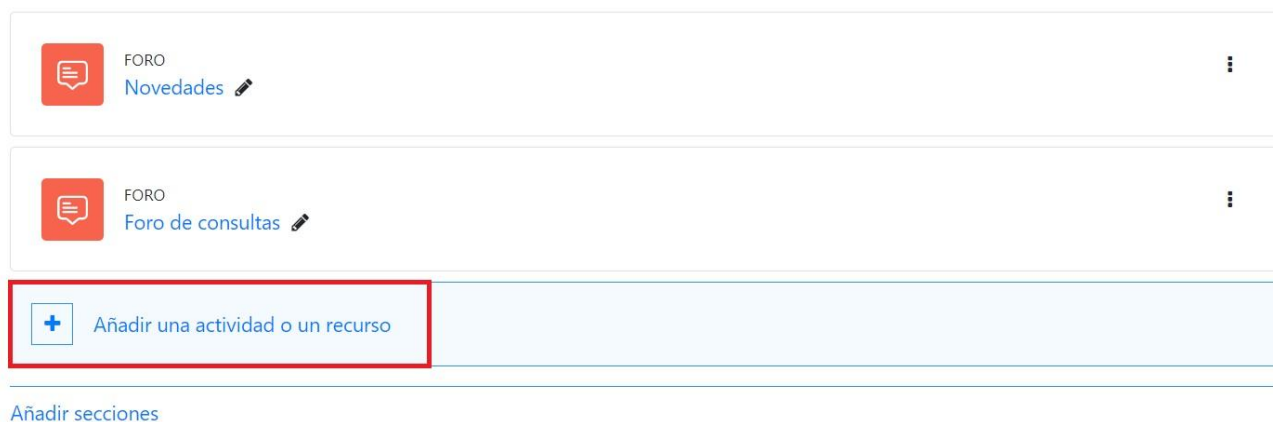 FORO
Novedades
FORO
Foro de consultas
Añadir una actividad o un recurso
Añadir secciones